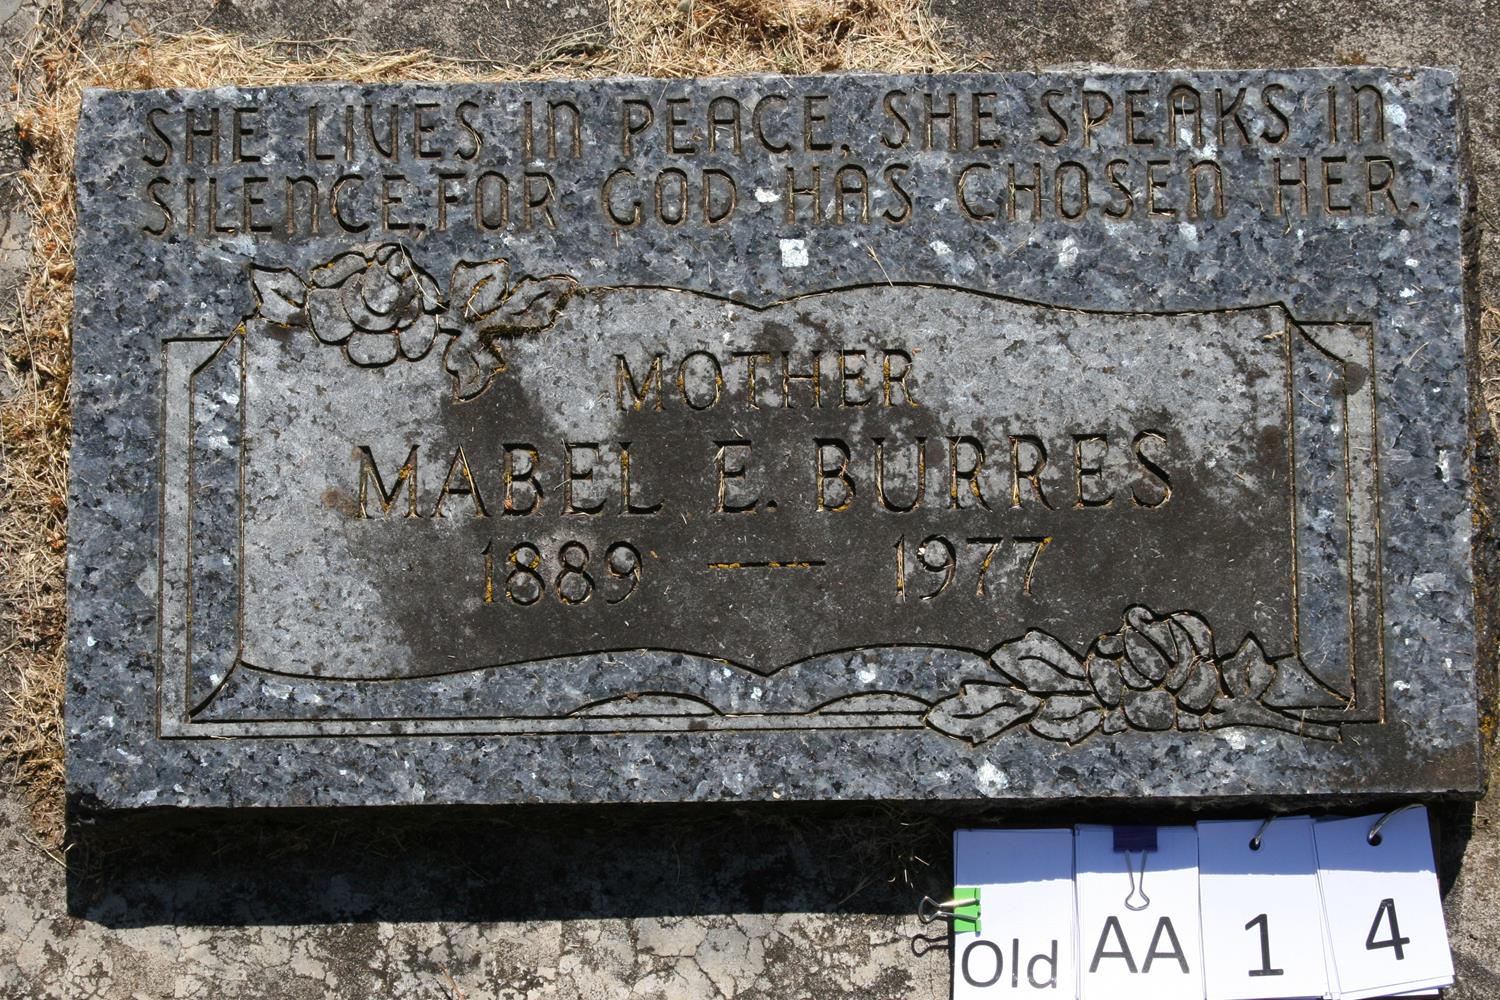 SHE LIVES IN PEACE, SHE SPEAKS IN
SILENCE, FOR GOD HAS CHOSEN HER.
MOTHER
MABEL E. BURRES
1889 — 1977
Old AA 1 4